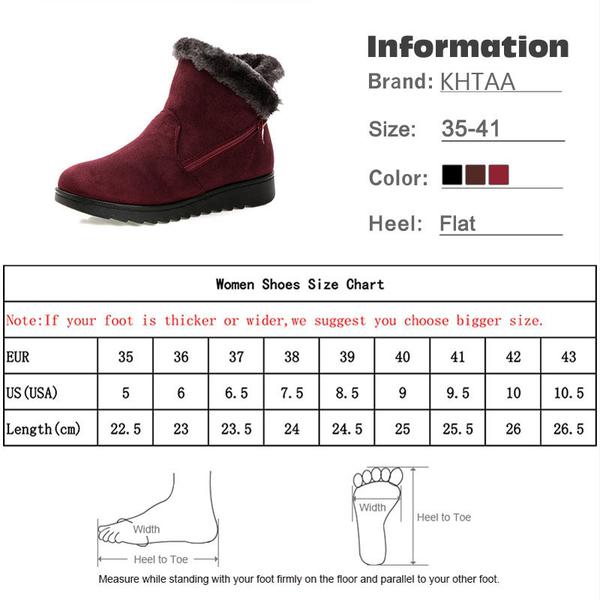 Information
Brand: KHTAA
Size: 35-41
Color:
Heel: Flat
Women Shoes Size Chart
Note:If your foot is thicker or wider,we suggest you choose bigger size.
EUR 35 36 37 38 39 40 41 42 43
US(USA) 5 6 6.5 7.5 8.5 9 9.5 10 10.5
Length(cm) 22.5 23 23.5 24 24.5 25 25.5 26 26.5
Width
Heel to Toe
Width
Heel to Toe
Measure while standing with your foot firmly on the floor and parallel to your other foot.